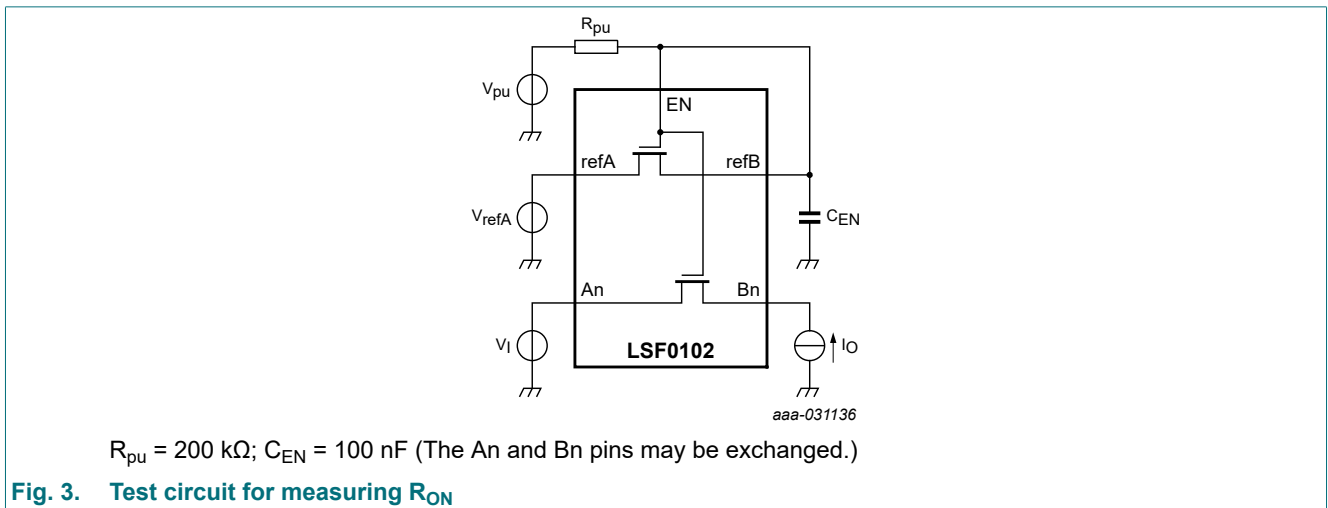 Rpu
Vpu
EN
refA
refB
VrefA
CEN
An
Bn
VI
LSF0102
IO
aaa-031136
Rpu = 200 kΩ; CEN = 100 nF (The An and Bn pins may be exchanged.)
Fig. 3. Test circuit for measuring RON